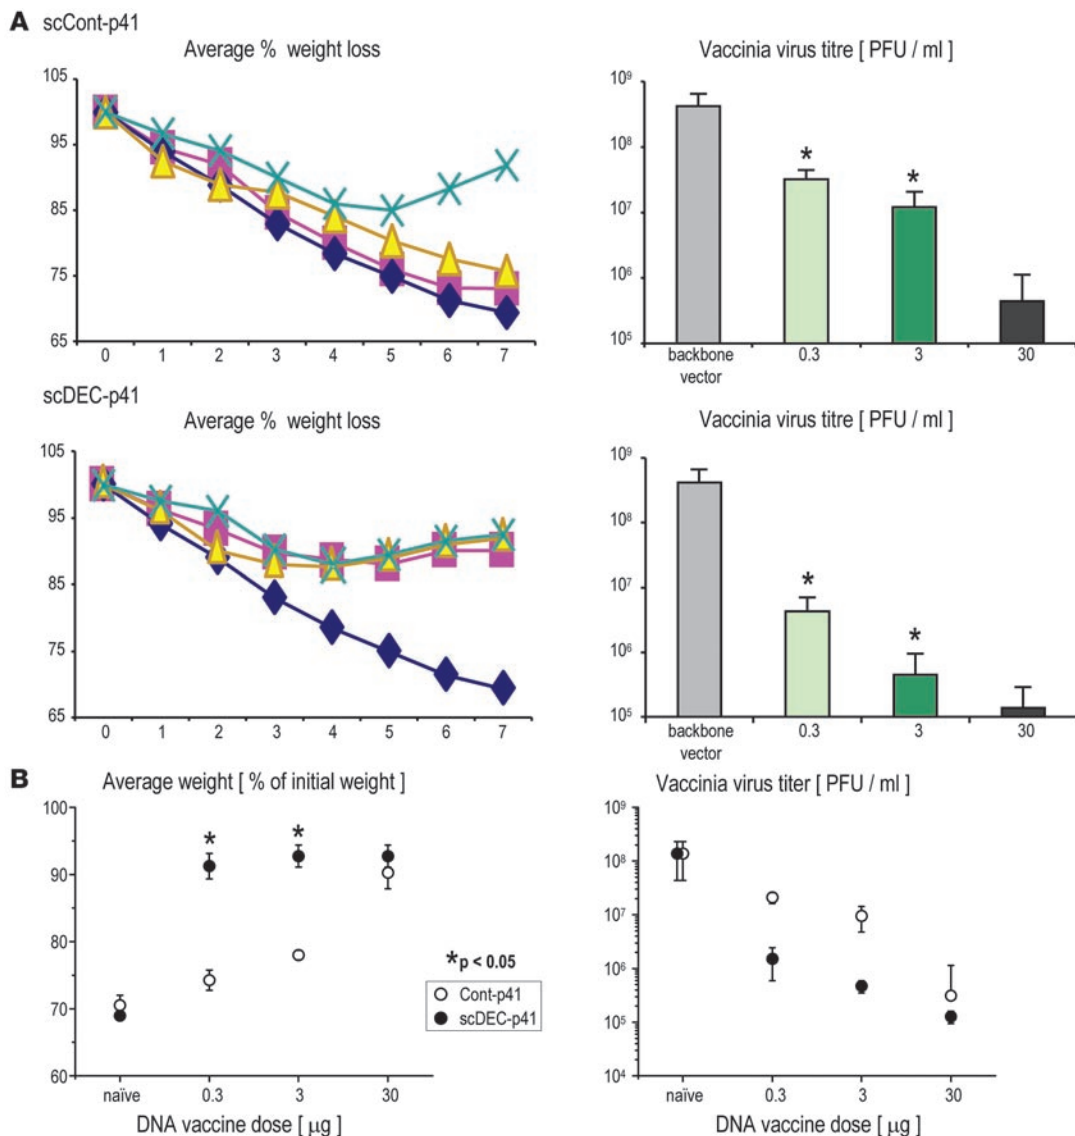 A scCont-p41
Average % weight loss
105
95
85
75
65
0 1 2 3 4 5 6 7
Vaccinia virus titre [ PFU / ml ]
10⁹
10⁸
10⁷
10⁶
10⁵
* *
backbone vector 0.3 3 30
scDEC-p41
Average % weight loss
105
95
85
75
65
0 1 2 3 4 5 6 7
Vaccinia virus titre [ PFU / ml ]
10⁹
10⁸
10⁷
10⁶
10⁵
* *
backbone vector 0.3 3 30
B Average weight [ % of initial weight ]
100
90
80
70
60
* *
*p < 0.05
Cont-p41
scDEC-p41
naïve 0.3 3 30
DNA vaccine dose [ μg ]
Vaccinia virus titer [ PFU / ml ]
10⁹
10⁸
10⁷
10⁶
10⁵
10⁴
naïve 0.3 3 30
DNA vaccine dose [ μg ]